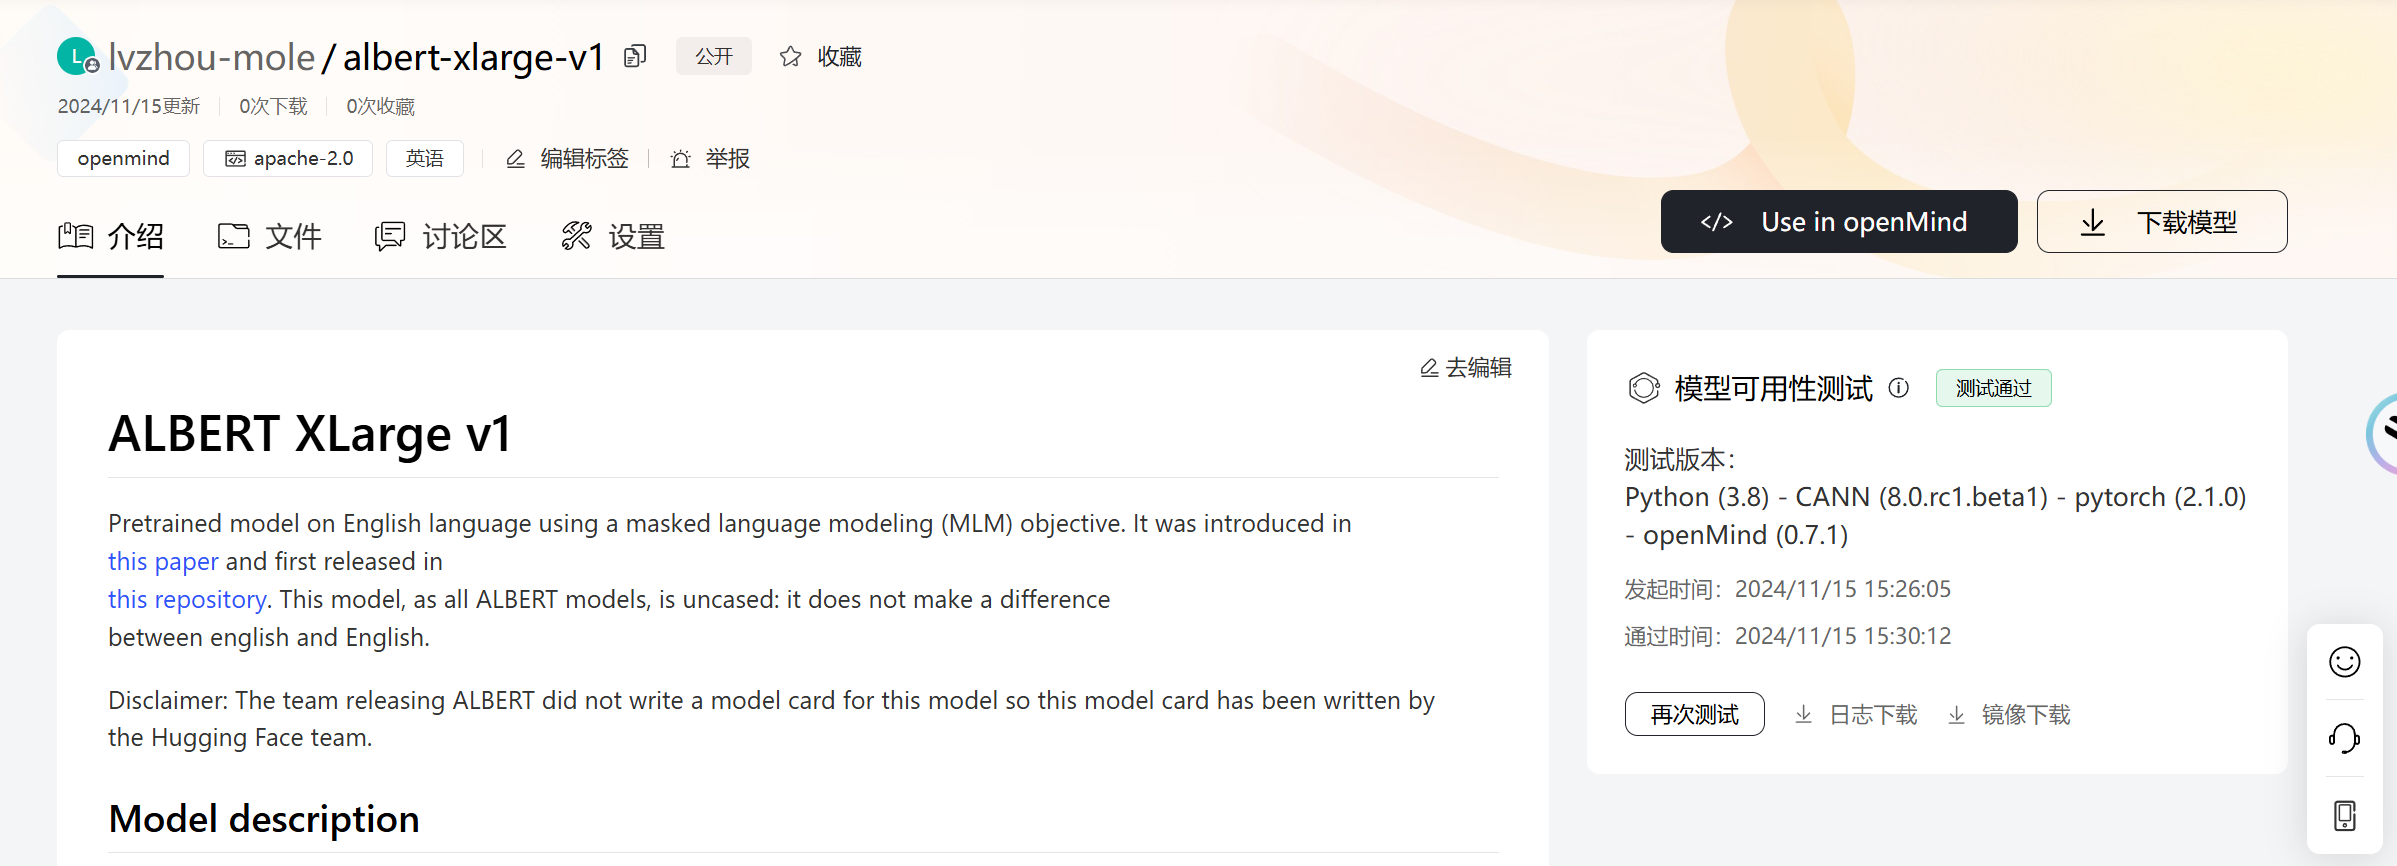 L lvzhou-mole / albert-xlarge-v1 公开 收藏
2024/11/15更新 0次下载 0次收藏
openmind apache-2.0 英语 编辑标签 举报
介绍 文件 讨论区 设置 Use in openMind 下载模型
去编辑
ALBERT XLarge v1
Pretrained model on English language using a masked language modeling (MLM) objective. It was introduced in
this paper and first released in
this repository. This model, as all ALBERT models, is uncased: it does not make a difference
between english and English.
Disclaimer: The team releasing ALBERT did not write a model card for this model so this model card has been written by
the Hugging Face team.
Model description
模型可用性测试 测试通过
测试版本：
Python (3.8) - CANN (8.0.rc1.beta1) - pytorch (2.1.0)
- openMind (0.7.1)
发起时间：2024/11/15 15:26:05
通过时间：2024/11/15 15:30:12
再次测试 日志下载 镜像下载